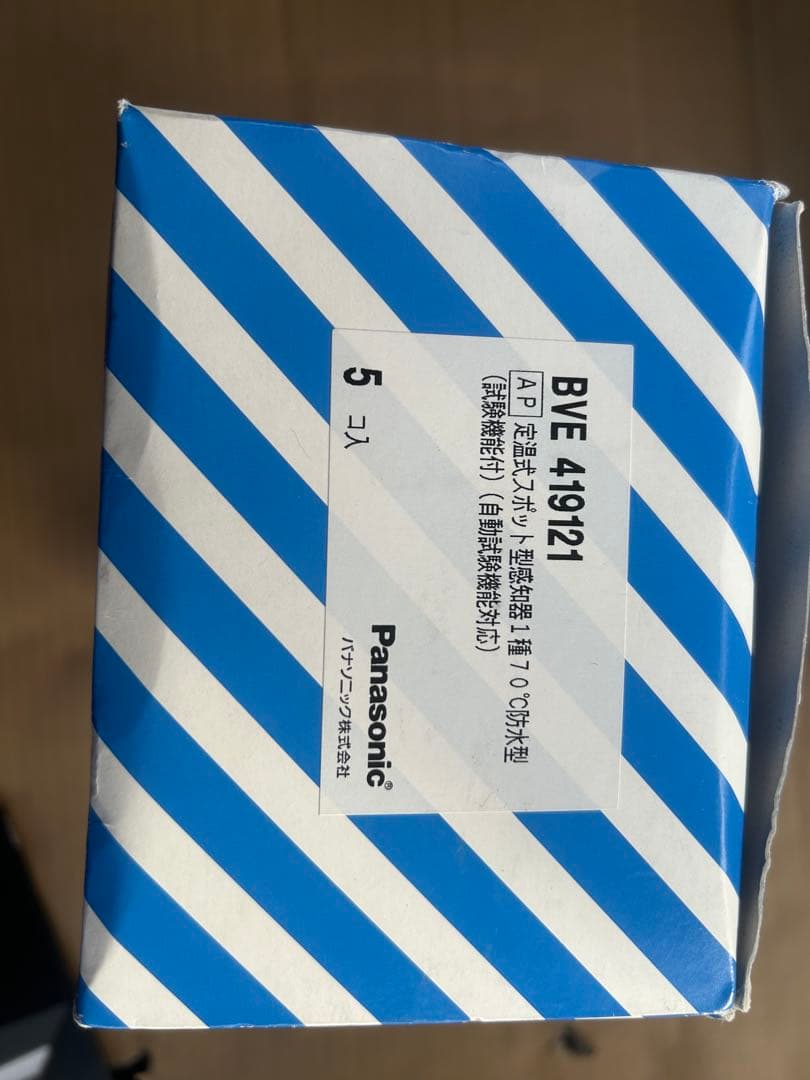 BVE 419121
AP 定温式スポット型感知器1種70℃防水型
(試験機能付)(自動試験機能対応)
5 コ入
Panasonic®
パナソニック株式会社